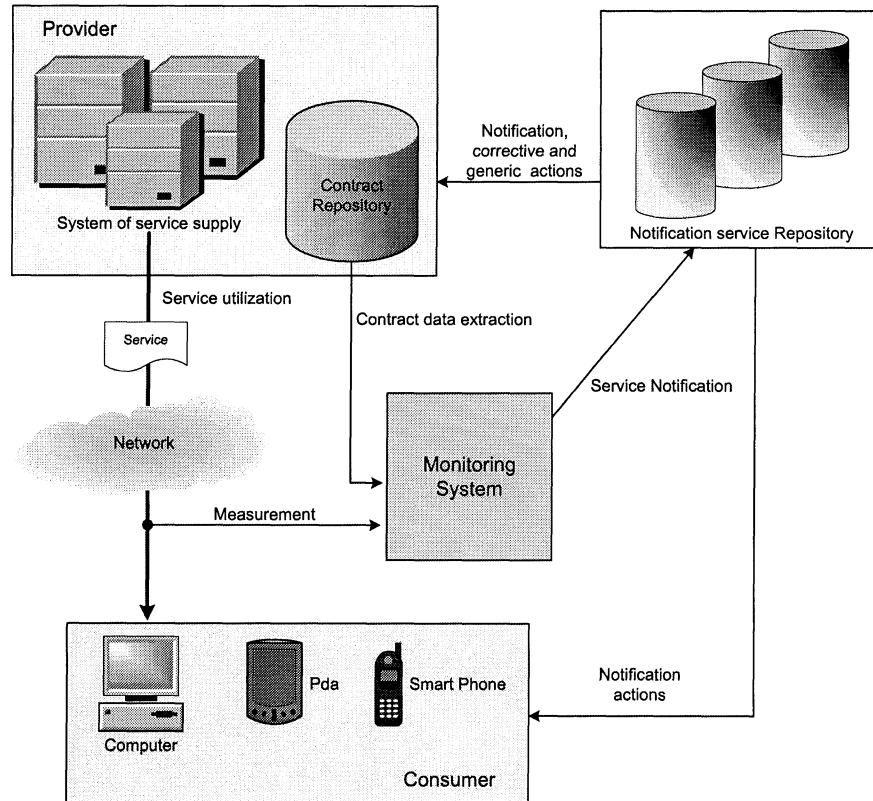 Provider
System of service supply
Contract
Repository
Notification,
corrective and
generic actions
Notification service Repository
Service utilization
Service
Contract data extraction
Service Notification
Network
Monitoring
System
Measurement
Computer
Pda
Smart Phone
Notification
actions
Consumer